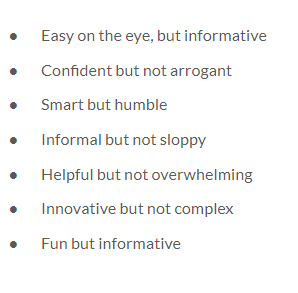 ● Easy on the eye, but informative
● Confident but not arrogant
● Smart but humble
● Informal but not sloppy
● Helpful but not overwhelming
● Innovative but not complex
● Fun but informative